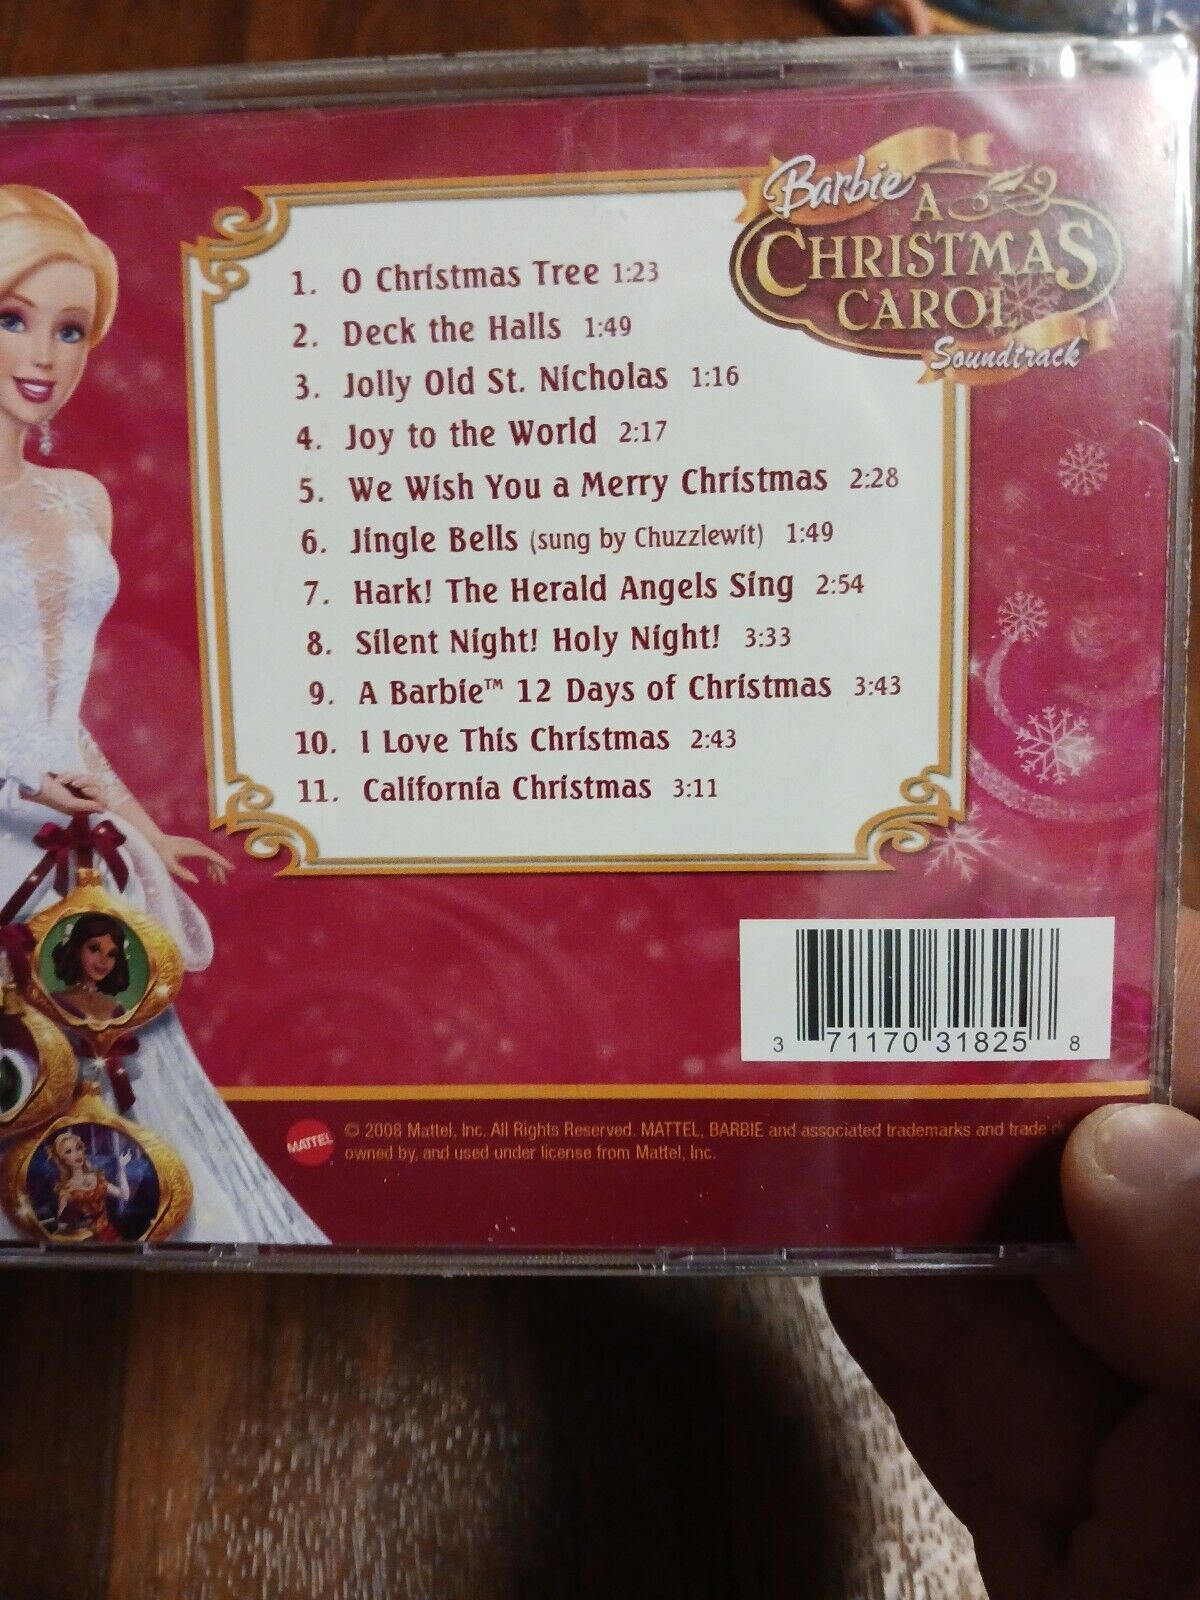 Barbie
in
A
CHRISTMAS
CAROL
Soundtrack
1. O Christmas Tree 1:23
2. Deck the Halls 1:49
3. Jolly Old St. Nicholas 1:16
4. Joy to the World 2:17
5. We Wish You a Merry Christmas 2:28
6. Jingle Bells (sung by Chuzzlewit) 1:49
7. Hark! The Herald Angels Sing 2:54
8. Silent Night! Holy Night! 3:33
9. A Barbie™ 12 Days of Christmas 3:43
10. I Love This Christmas 2:43
11. California Christmas 3:11
3 71170 31825 8
MATTEL
© 2008 Mattel, Inc. All Rights Reserved. MATTEL, BARBIE and associated trademarks and trade
owned by, and used under license from Mattel, Inc.